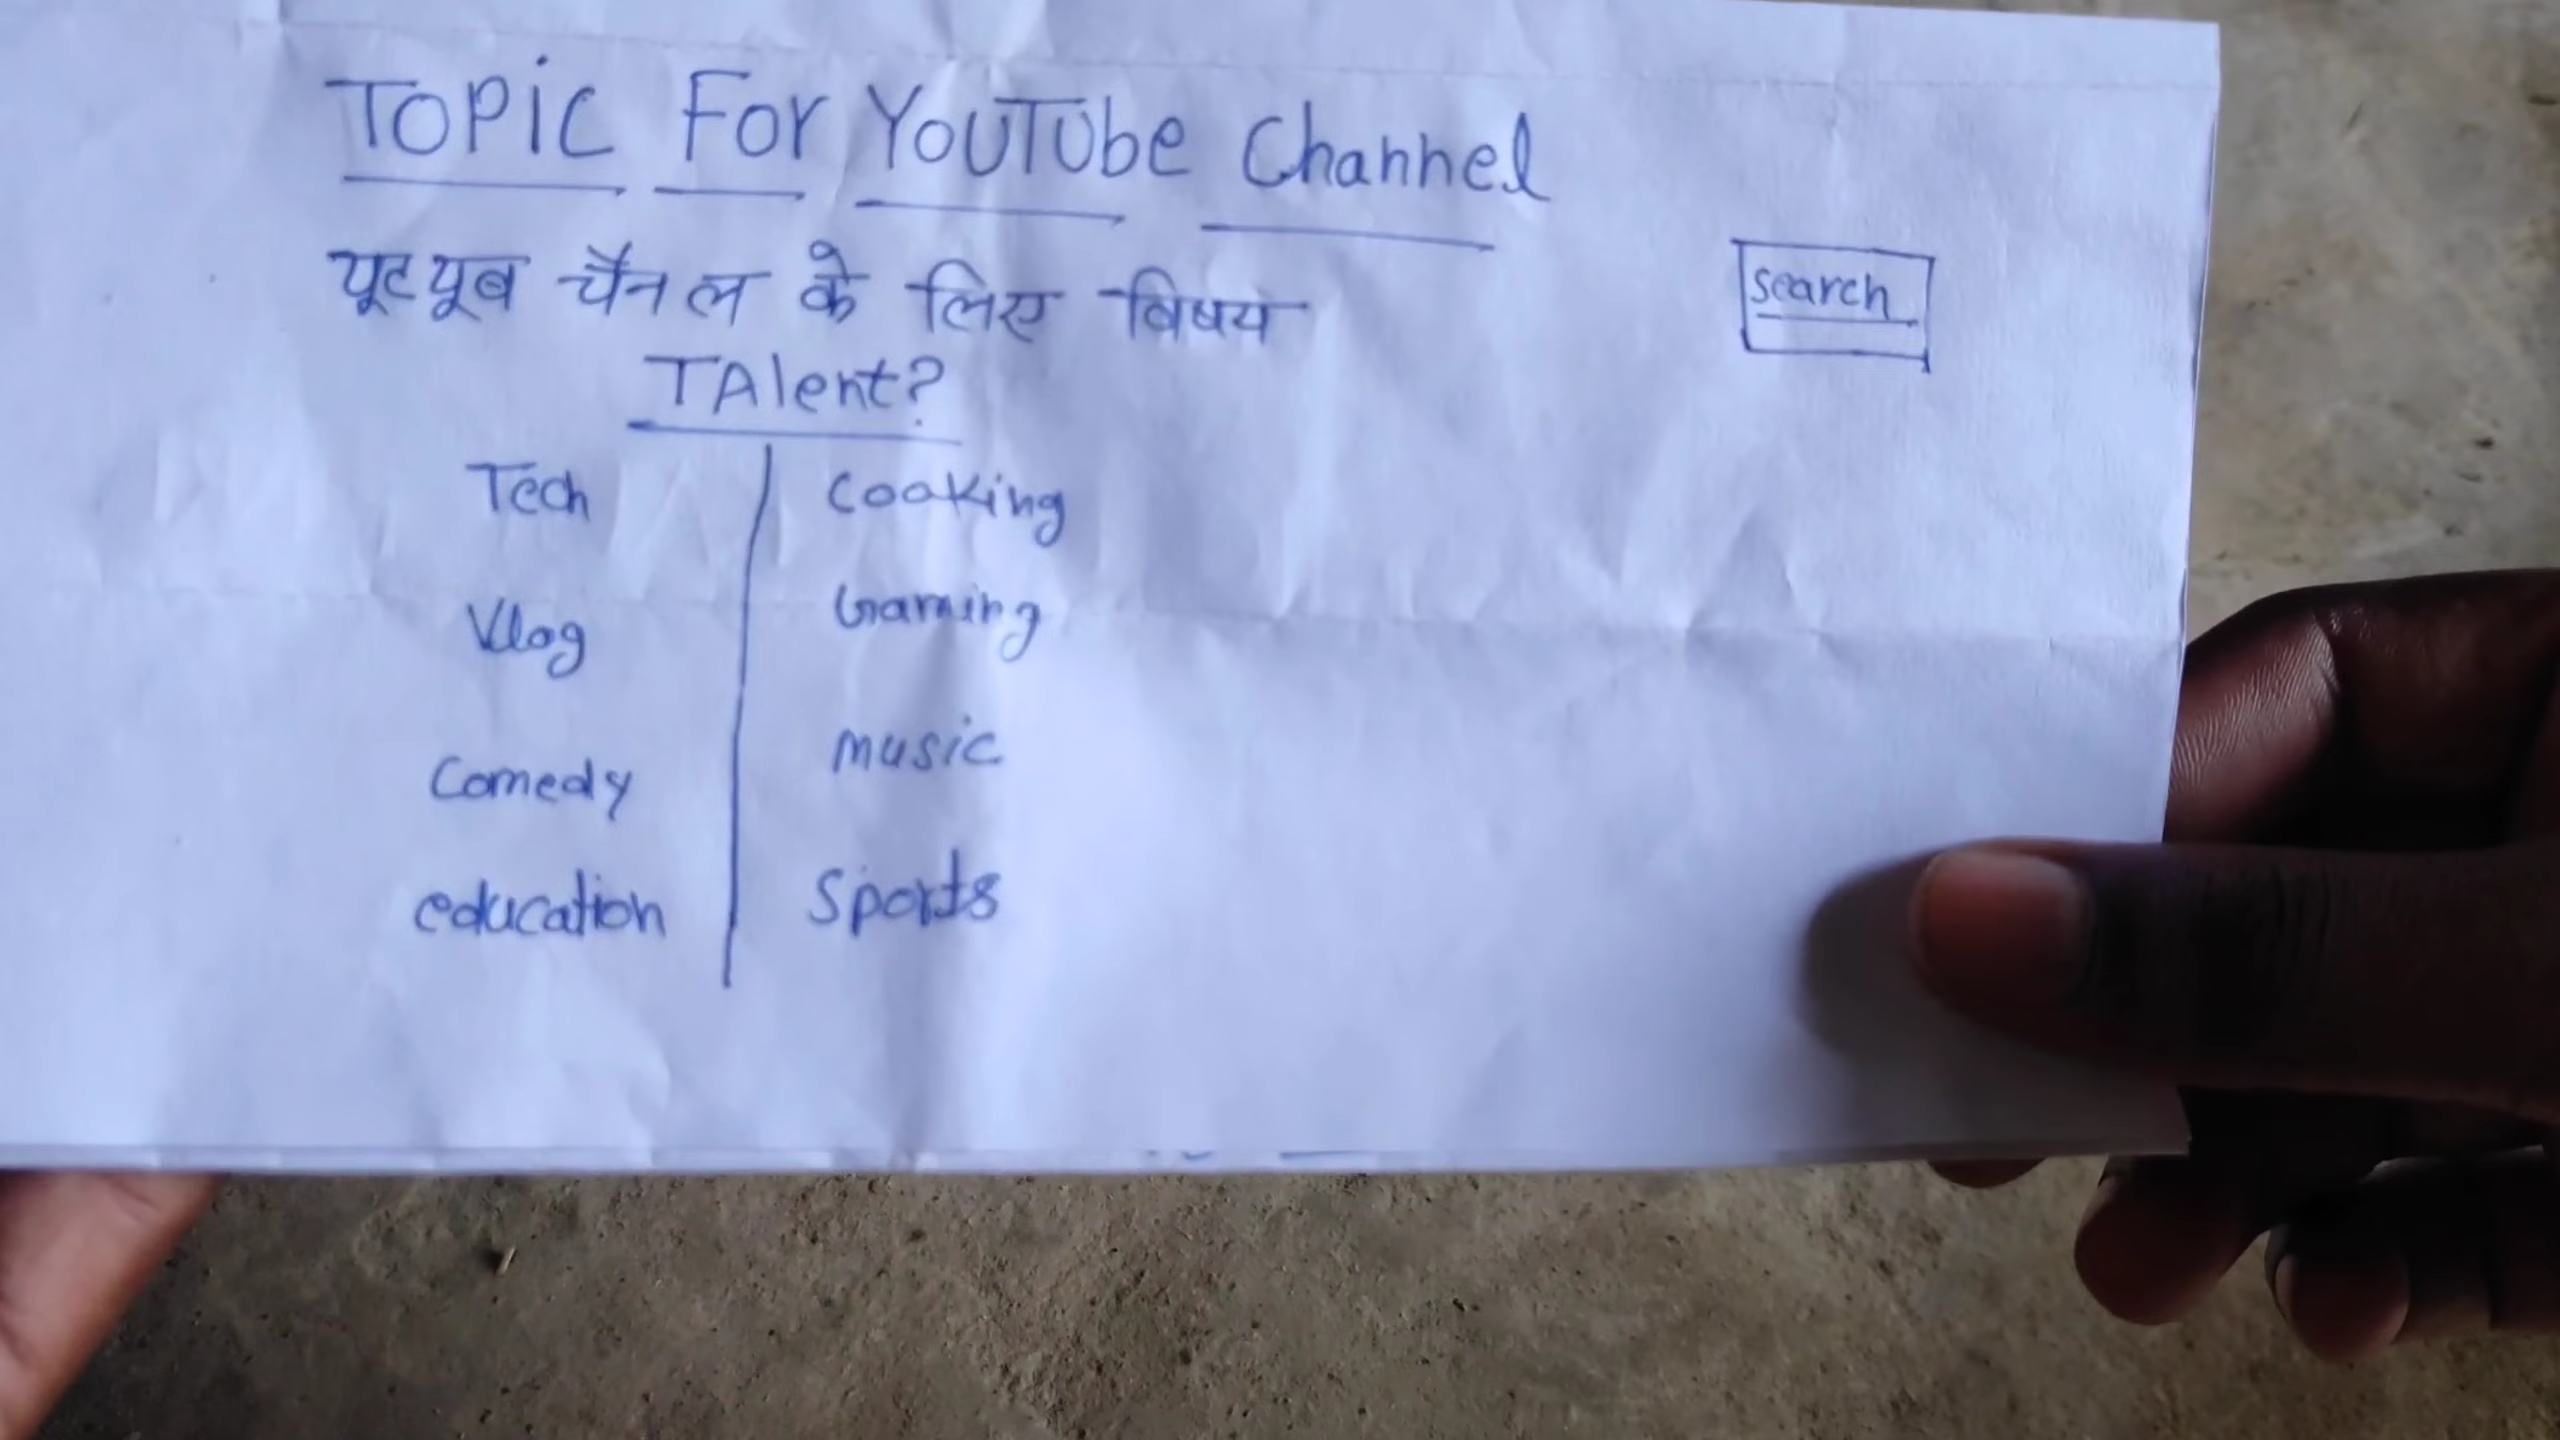 TOPiC For YouTube Channel
यूटयूब चैनल के लिए विषय
search
TAlent?
Tech
Vlog
Comedy
education
Cooking
Gaming
music
Sports